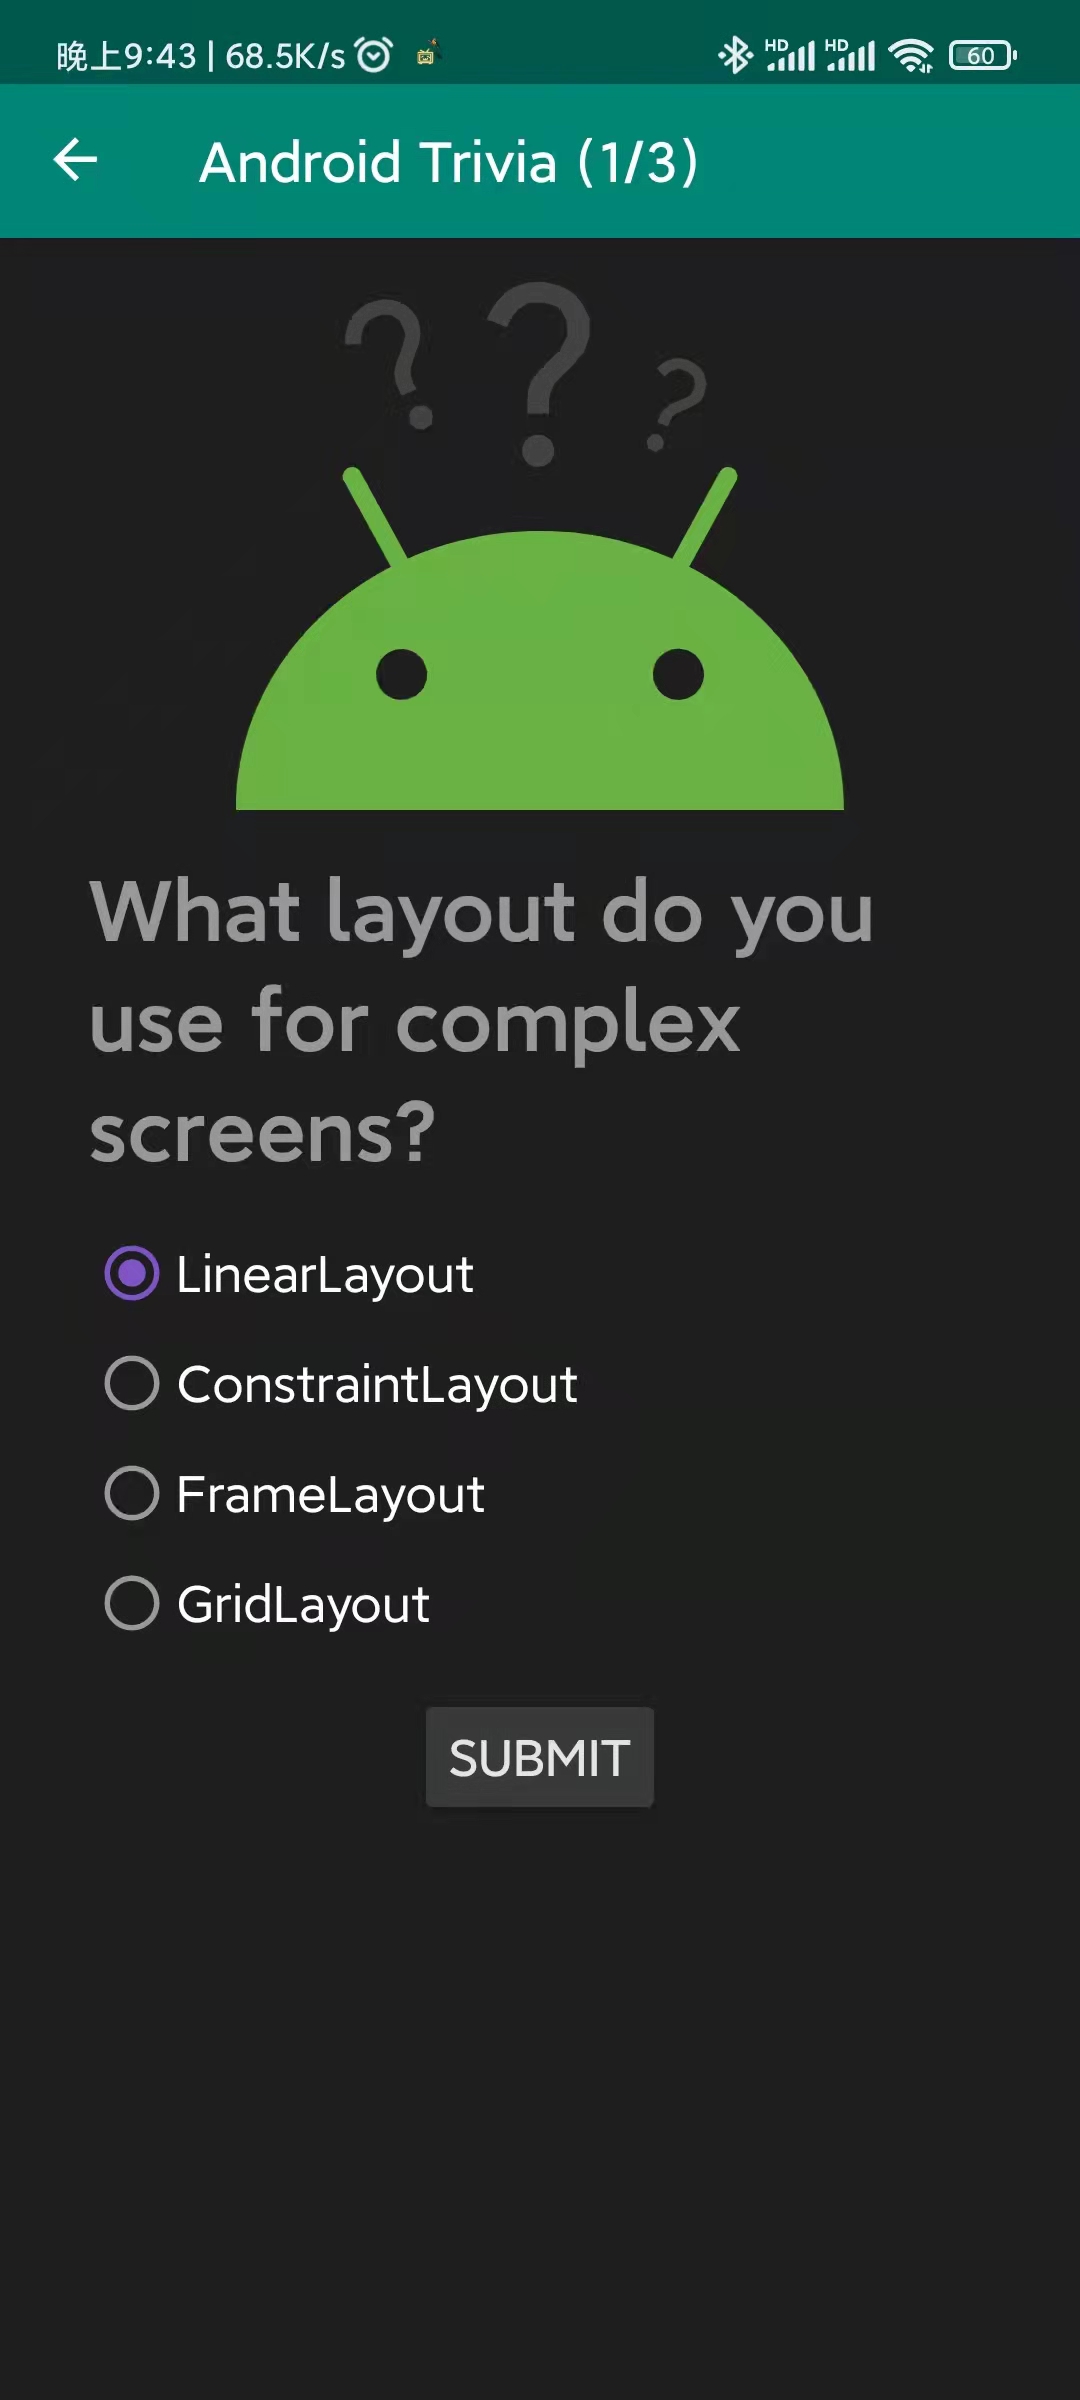 晚上9:43 | 68.5K/s
HD HD 60
Android Trivia (1/3)
? ? ?
What layout do you
use for complex
screens?
LinearLayout
ConstraintLayout
FrameLayout
GridLayout
SUBMIT